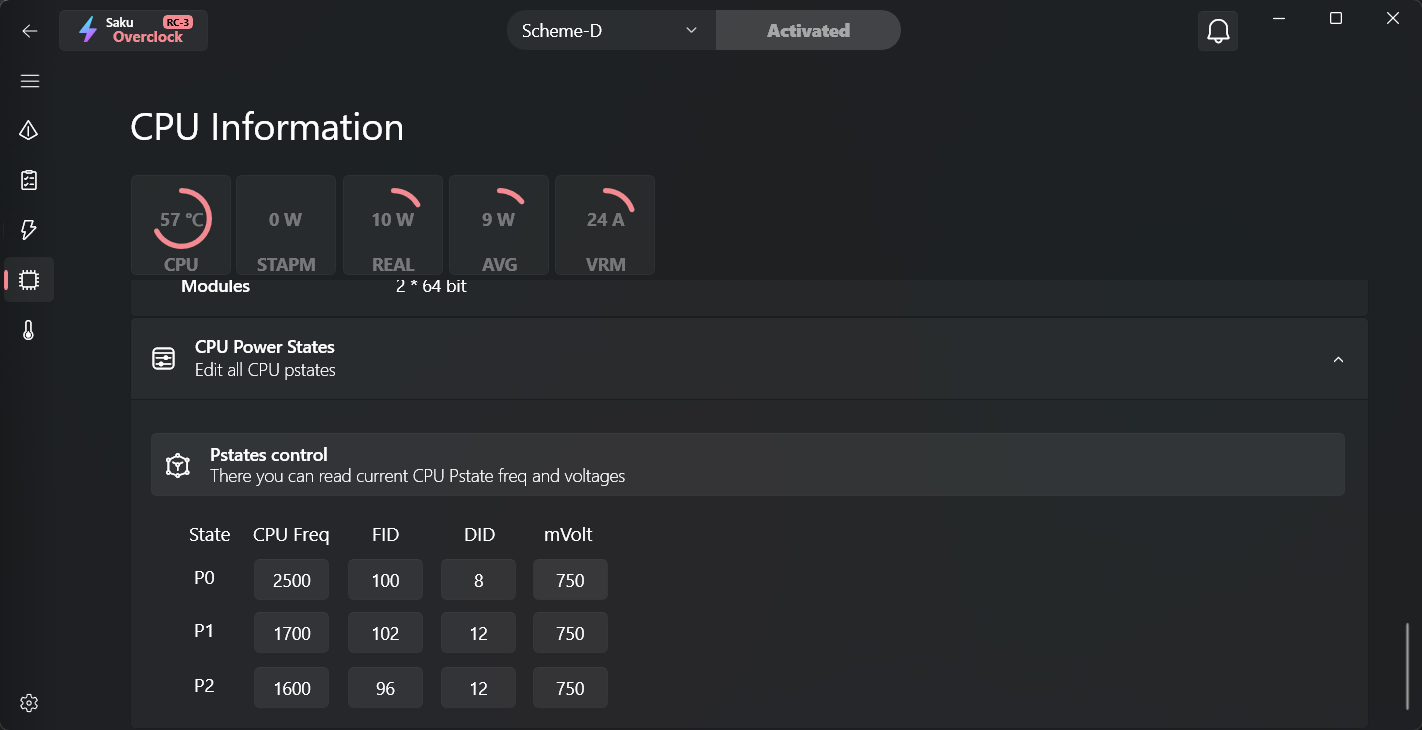 Saku RC-3
Overclock
Scheme-D
Activated
CPU Information
57 °C
CPU
0 W
STAPM
10 W
REAL
9 W
AVG
24 A
VRM
Modules 2 * 64 bit
CPU Power States
Edit all CPU pstates
Pstates control
There you can read current CPU Pstate freq and voltages
State CPU Freq FID DID mVolt
P0 2500 100 8 750
P1 1700 102 12 750
P2 1600 96 12 750